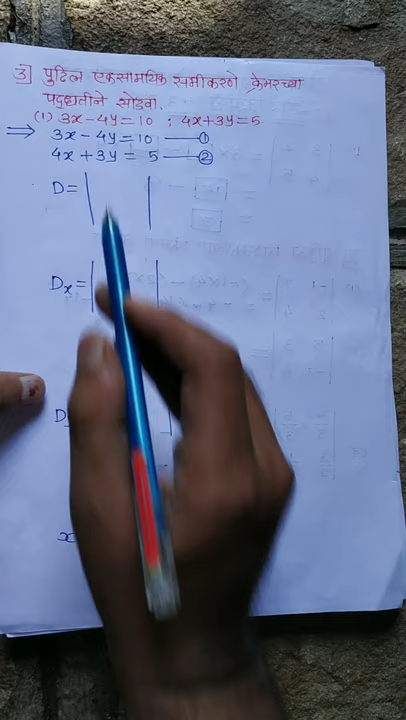 3] पुढिल एकसामयिक समीकरणे क्रेमरच्या
पद्धतीने सोडवा.
(1) 3x-4y=10 ; 4x+3y=5
⇒ 3x-4y=10 —①
4x+3y= 5 —②
D=
Dx=
D
x